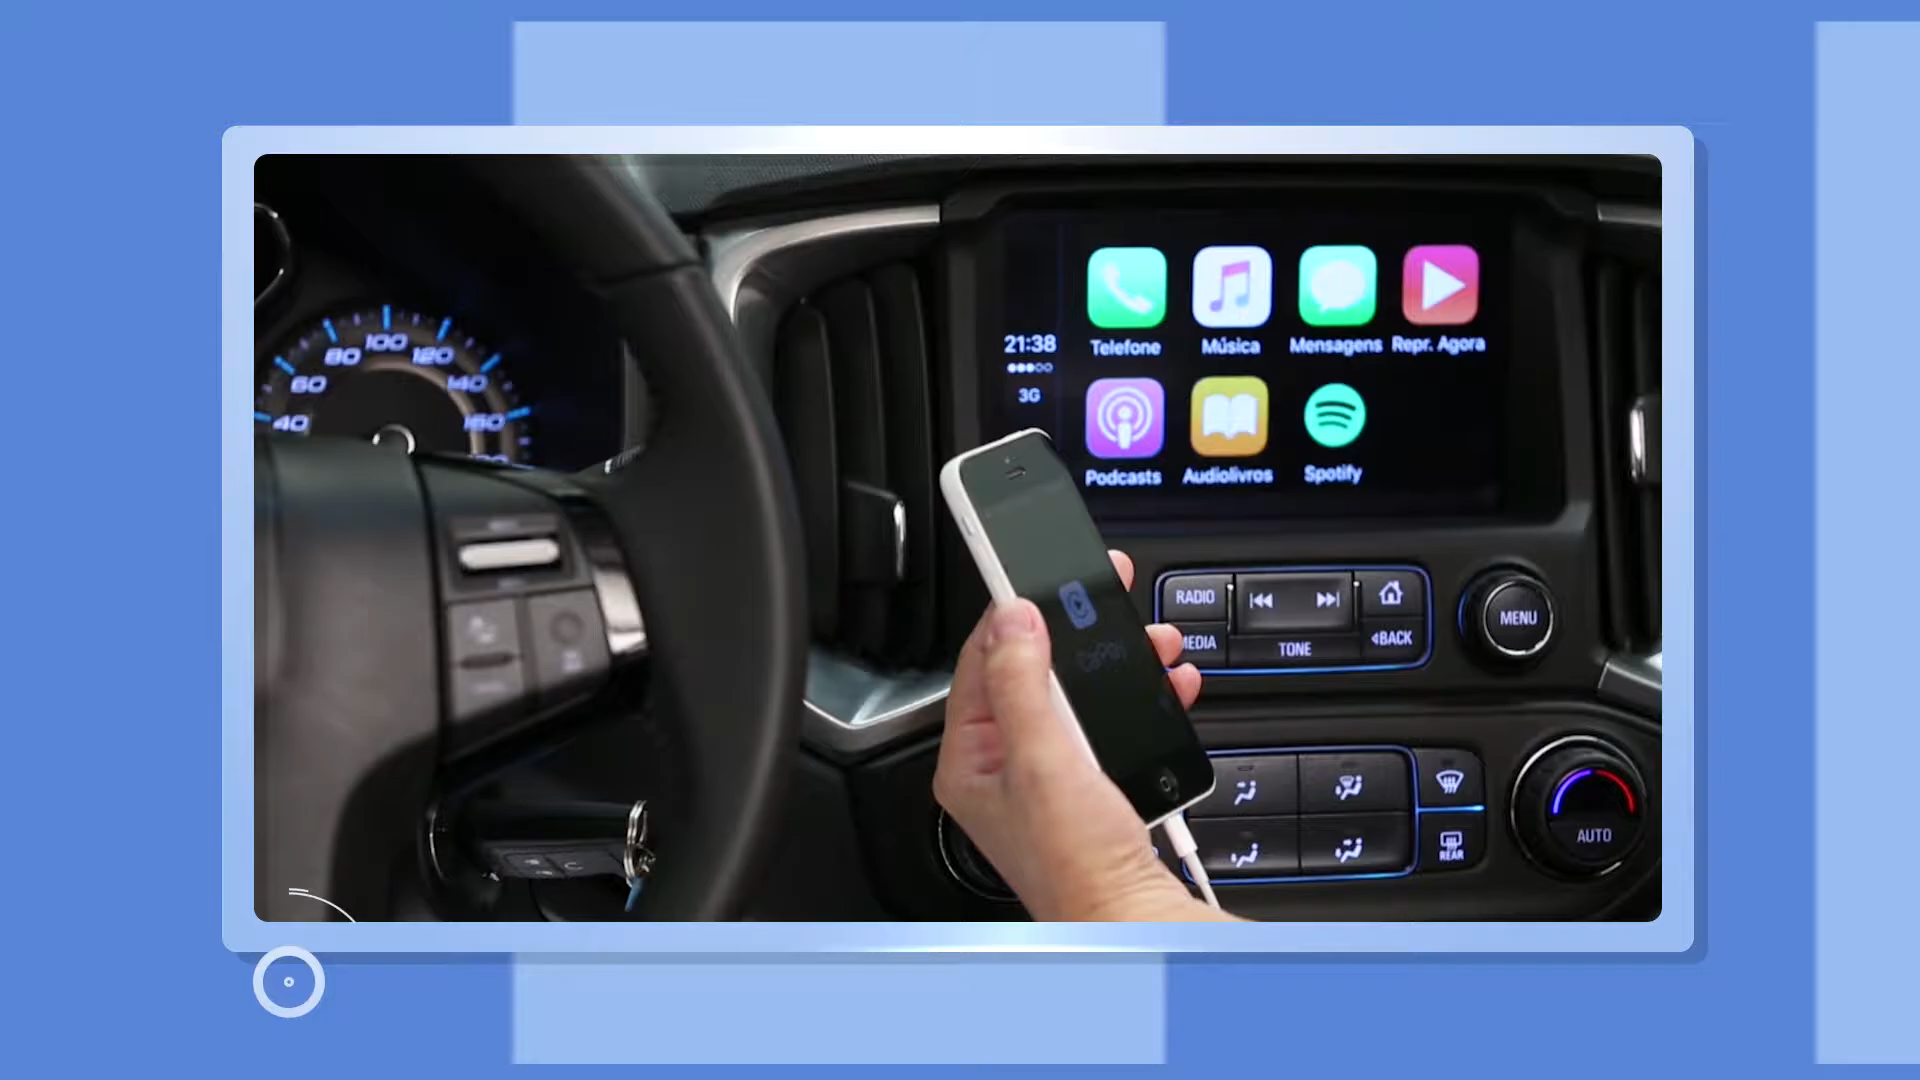 80
100
120
60
140
40
160
21:38
3G
Telefone
Música
Mensagens
Repr. Agora
Podcasts
Audiolivros
Spotify
CarPlay
RADIO
MEDIA
TONE
BACK
MENU
REAR
AUTO